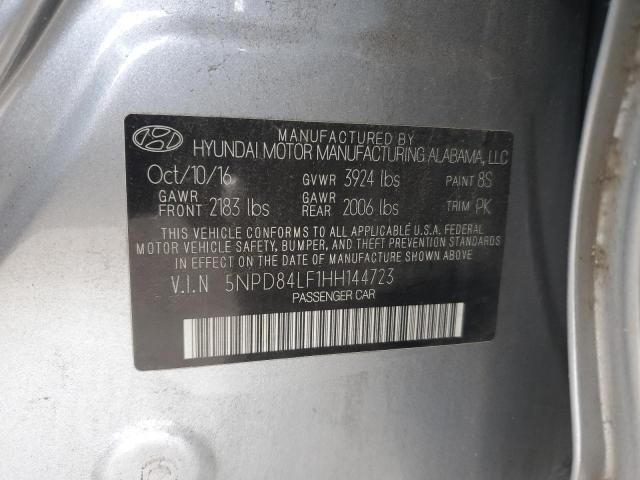 MANUFACTURED BY
HYUNDAI MOTOR MANUFACTURING ALABAMA, LLC
Oct/10/16 GVWR 3924 lbs PAINT 8S
GAWR FRONT 2183 lbs GAWR REAR 2006 lbs TRIM PK
THIS VEHICLE CONFORMS TO ALL APPLICABLE U.S.A. FEDERAL
MOTOR VEHICLE SAFETY, BUMPER, AND THEFT PREVENTION STANDARDS
IN EFFECT ON THE DATE OF MANUFACTURE SHOWN ABOVE.
V.I.N 5NPD84LF1HH144723
PASSENGER CAR